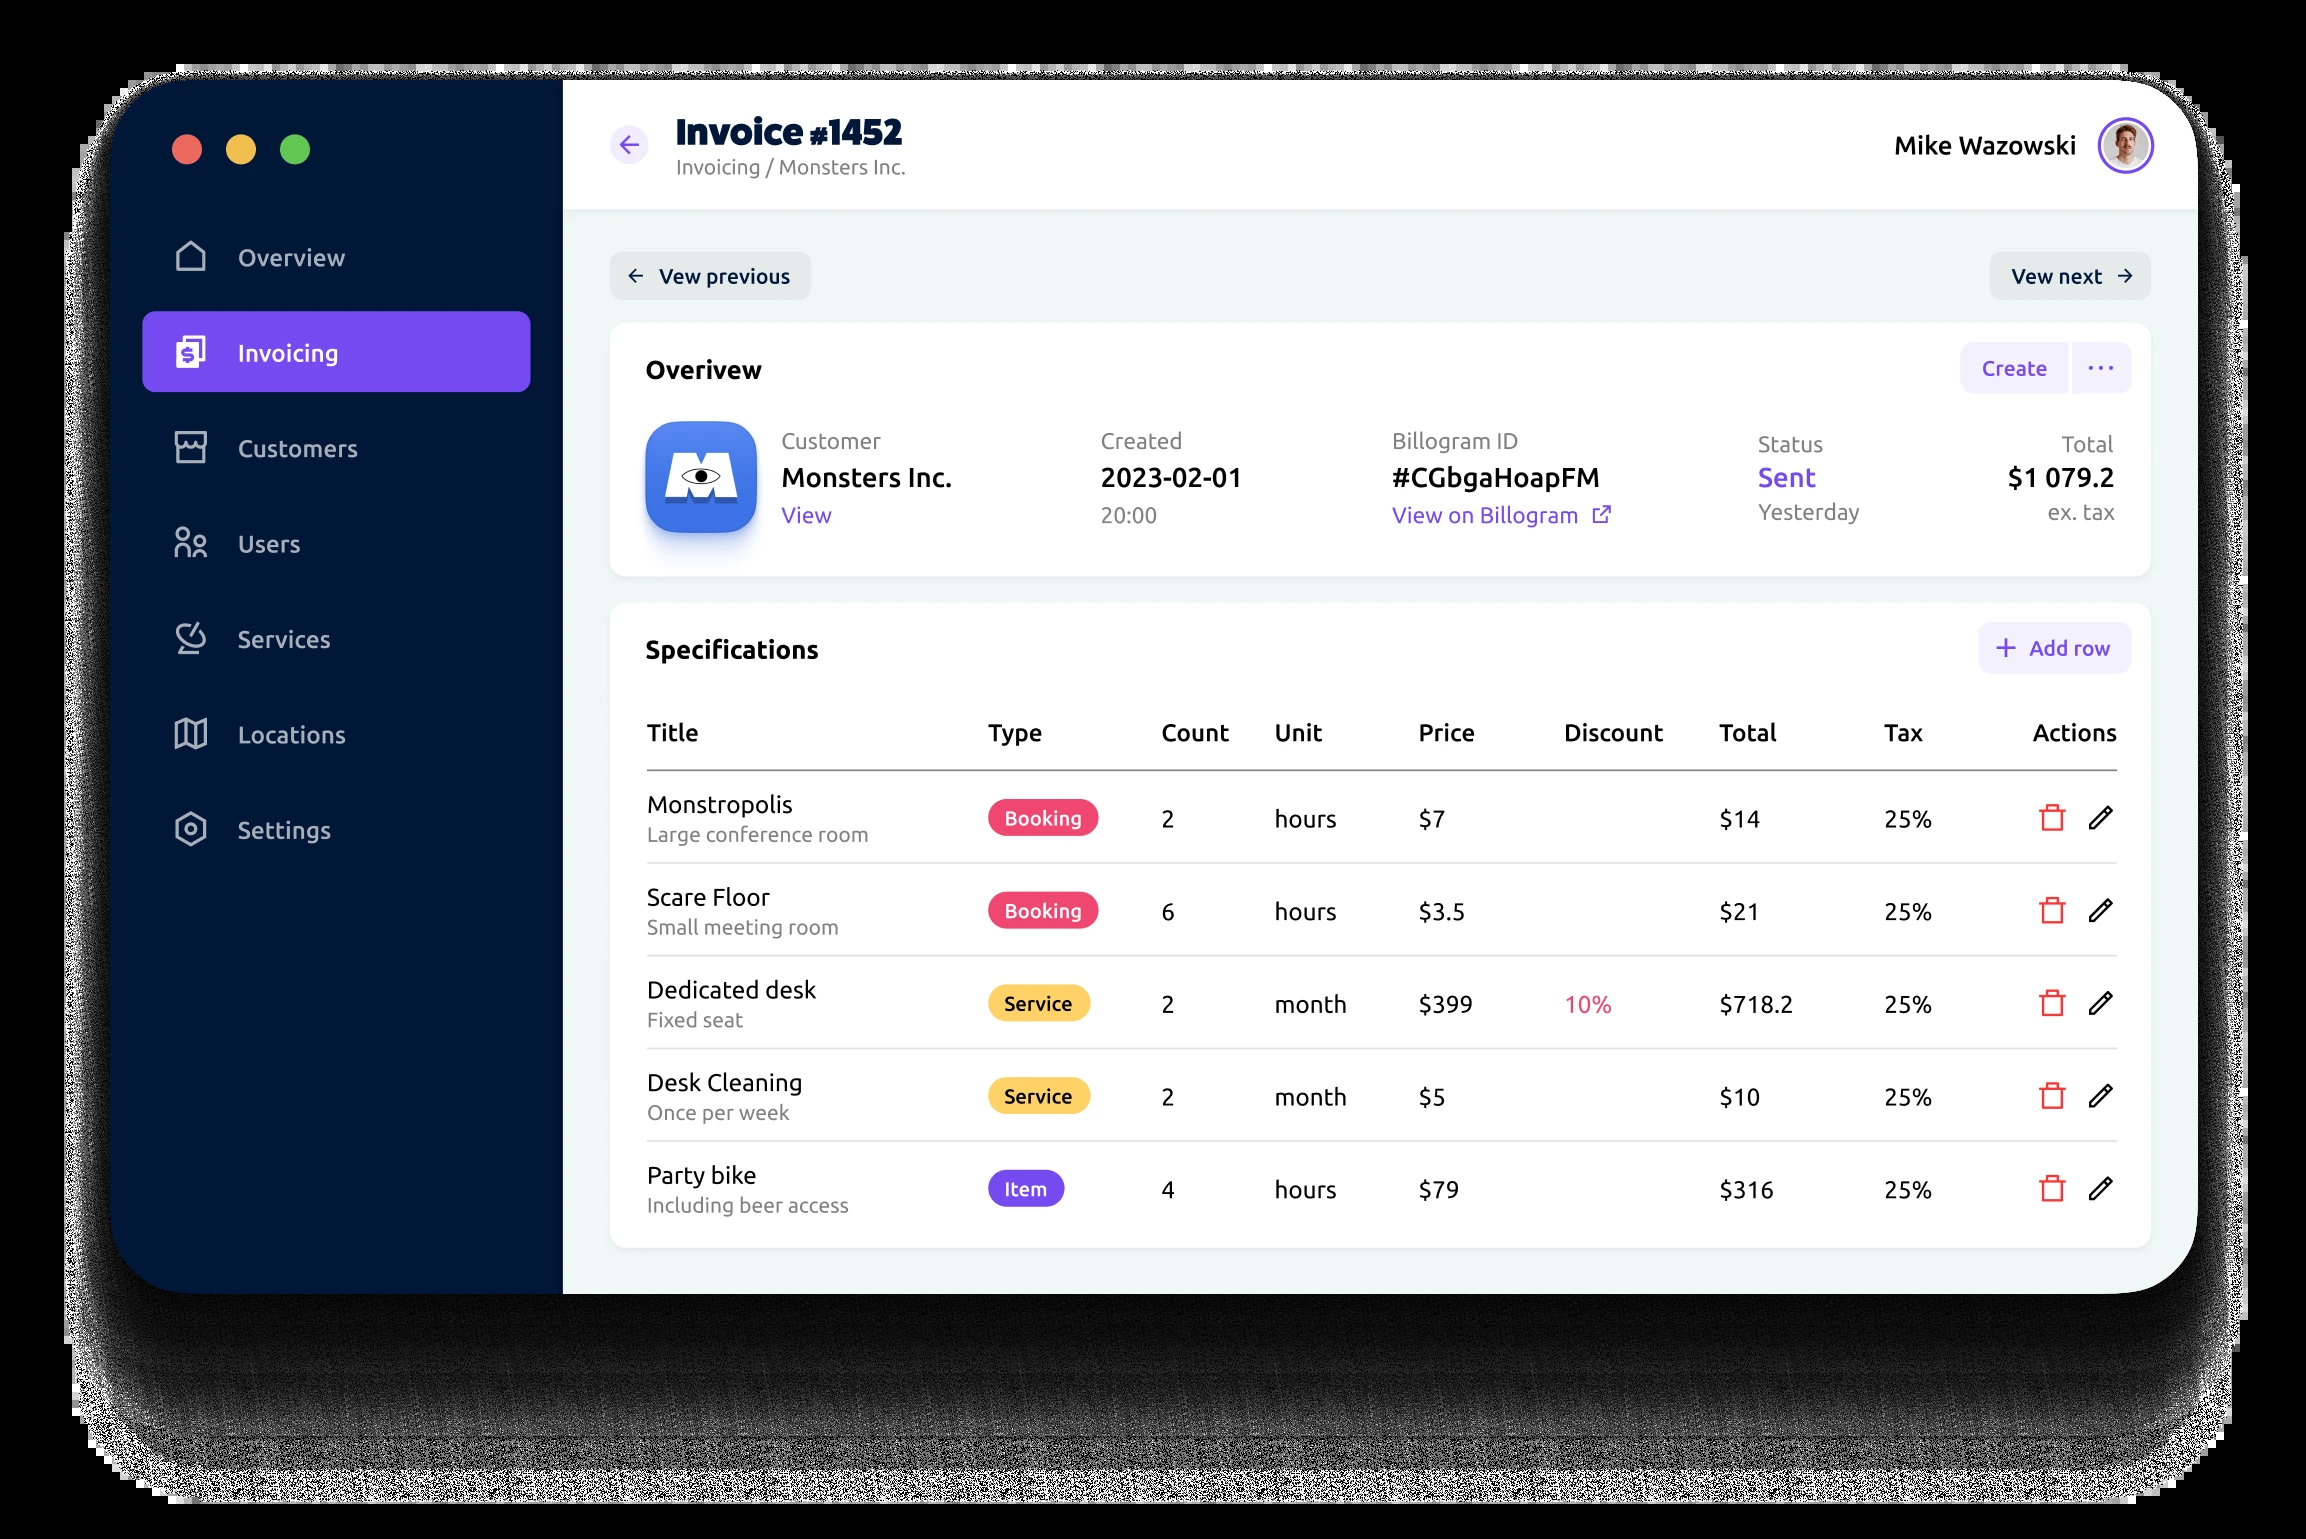 Invoice #1452
Invoicing / Monsters Inc.
Mike Wazowski
Overview
Invoicing
Customers
Users
Services
Locations
Settings
Vew previous
Vew next
Overivew
Create
Customer
Monsters Inc.
View
Created
2023-02-01
20:00
Billogram ID
#CGbgaHoapFM
View on Billogram
Status
Sent
Yesterday
Total
$1 079.2
ex. tax
Specifications
Add row
Title Type Count Unit Price Discount Total Tax Actions
Monstropolis
Large conference room
Booking 2 hours $7 $14 25%
Scare Floor
Small meeting room
Booking 6 hours $3.5 $21 25%
Dedicated desk
Fixed seat
Service 2 month $399 10% $718.2 25%
Desk Cleaning
Once per week
Service 2 month $5 $10 25%
Party bike
Including beer access
Item 4 hours $79 $316 25%